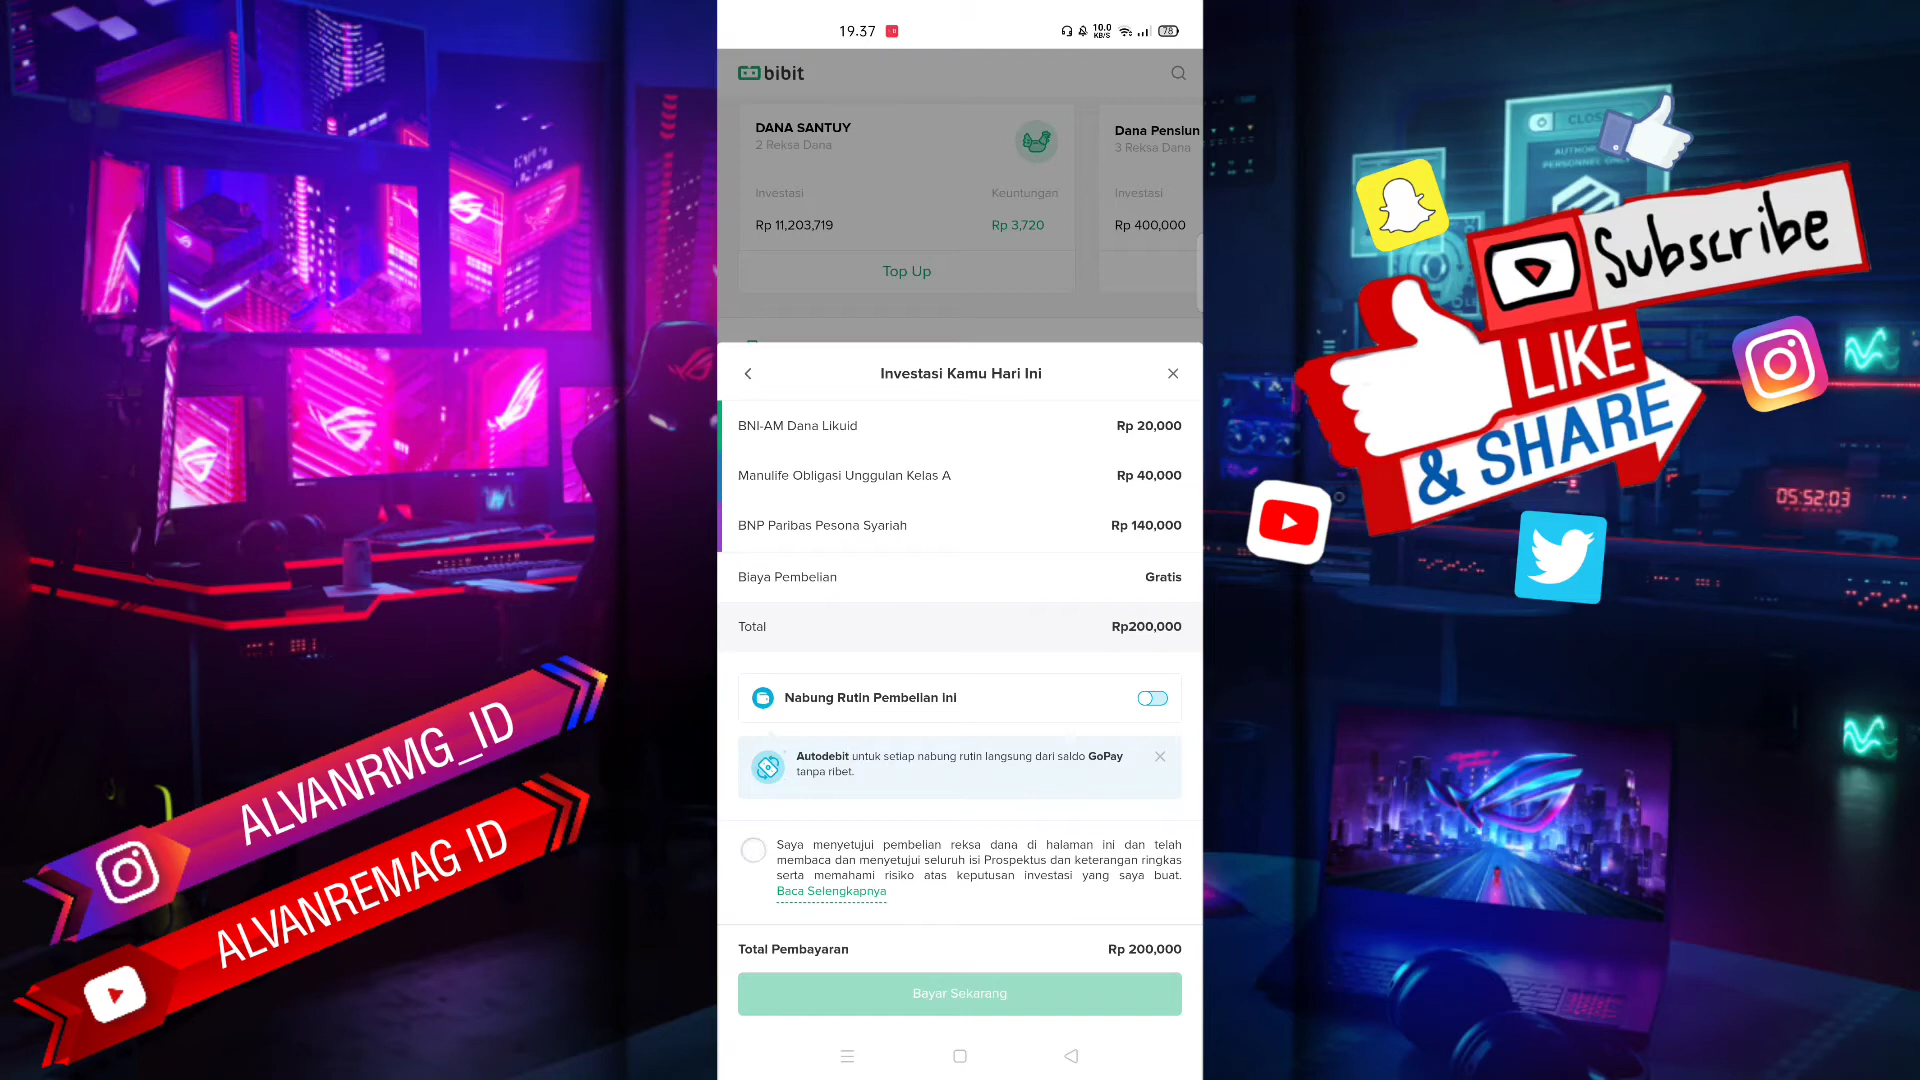 19.37
10.0
KB/S
78
bibit
DANA SANTUY
2 Reksa Dana
Investasi
Keuntungan
Rp 11,203,719
Rp 3,720
Top Up
Dana Pensiun
3 Reksa Dana
Investasi
Rp 400,000
Investasi Kamu Hari Ini
BNI-AM Dana Likuid
Rp 20,000
Manulife Obligasi Unggulan Kelas A
Rp 40,000
BNP Paribas Pesona Syariah
Rp 140,000
Biaya Pembelian
Gratis
Total
Rp200,000
Nabung Rutin Pembelian ini
Autodebit untuk setiap nabung rutin langsung dari saldo GoPay
tanpa ribet.
Saya menyetujui pembelian reksa dana di halaman ini dan telah
membaca dan menyetujui seluruh isi Prospektus dan keterangan ringkas
serta memahami risiko atas keputusan investasi yang saya buat.
Baca Selengkapnya
Total Pembayaran
Rp 200,000
Bayar Sekarang
ALVANRMG_ID
ALVANREMAG ID
Subscribe
LIKE
& SHARE
05:52:03